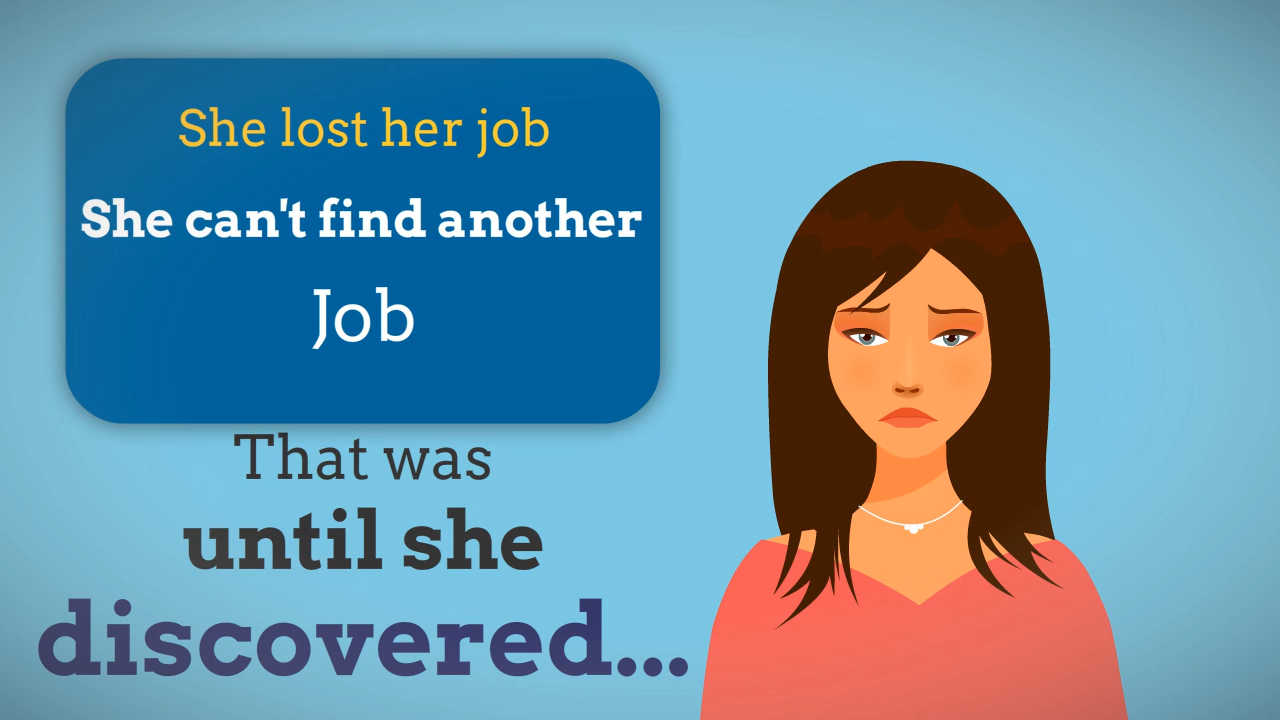 She lost her job
She can't find another
Job
That was
until she
discovered...